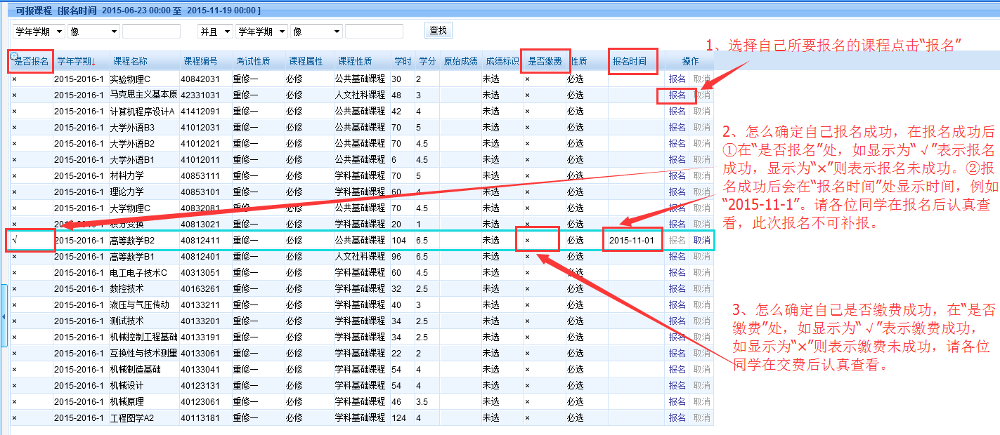 可报课程 [报名时间 2015-06-23 00:00 至 2015-11-19 00:00 ]
学年学期 像 并且 学年学期 像 查找
是否报名 学年学期↓ 课程名称 课程编号 考试性质 课程属性 课程性质 学时 学分 原始成绩 成绩标识 是否缴费 性质 报名时间 操作
× 2015-2016-1 实验物理C 40842031 重修一 必修 公共基础课程 30 2 未选 × 必选 报名 取消
× 2015-2016-1 马克思主义基本原 42331031 重修一 必修 人文社科课程 48 3 未选 × 必选 报名 取消
× 2015-2016-1 计算机程序设计A 41412091 重修一 必修 公共基础课程 42 4 未选 × 必选 报名 取消
× 2015-2016-1 大学外语B3 41012031 重修一 必修 公共基础课程 70 5 未选 × 必选 报名 取消
× 2015-2016-1 大学外语B2 41012021 重修一 必修 公共基础课程 70 4.5 未选 × 必选 报名 取消
× 2015-2016-1 大学外语B1 41012011 重修一 必修 公共基础课程 6 4.5 未选 × 必选 报名 取消
× 2015-2016-1 材料力学 40853111 重修一 必修 学科基础课程 70 5 未选 × 必选 报名 取消
× 2015-2016-1 理论力学 40853101 重修一 必修 学科基础课程 60 4 未选 × 必选 报名 取消
× 2015-2016-1 大学物理C 40832081 重修一 必修 公共基础课程 70 4.5 未选 × 必选 报名 取消
× 2015-2016-1 积分变换 40813021 重修一 必修 公共基础课程 20 1 未选 × 必选 报名 取消
√ 2015-2016-1 高等数学B2 40812411 重修一 必修 公共基础课程 104 6.5 未选 × 必选 2015-11-01 报名 取消
× 2015-2016-1 高等数学B1 40812401 重修一 必修 人文社科课程 96 6.5 未选 × 必选 报名 取消
× 2015-2016-1 电工电子技术C 40313051 重修一 必修 学科基础课程 60 4.5 未选 × 必选 报名 取消
× 2015-2016-1 数控技术 40163261 重修一 必修 学科基础课程 32 2.5 未选 × 必选 报名 取消
× 2015-2016-1 液压与气压传动 40133211 重修一 必修 学科基础课程 40 3 未选 × 必选 报名 取消
× 2015-2016-1 测试技术 40133201 重修一 必修 学科基础课程 34 2.5 未选 × 必选 报名 取消
× 2015-2016-1 机械控制工程基础 40133191 重修一 必修 学科基础课程 34 2.5 未选 × 必选 报名 取消
× 2015-2016-1 互换性与技术测量 40133061 重修一 必修 学科基础课程 22 2 未选 × 必选 报名 取消
× 2015-2016-1 机械制造基础 40133041 重修一 必修 学科基础课程 54 4 未选 × 必选 报名 取消
× 2015-2016-1 机械设计 40123131 重修一 必修 学科基础课程 54 4 未选 × 必选 报名 取消
× 2015-2016-1 机械原理 40123061 重修一 必修 学科基础课程 46 3.5 未选 × 必选 报名 取消
× 2015-2016-1 工程图学A2 40113181 重修一 必修 学科基础课程 124 4 未选 × 必选 报名 取消
1、选择自己所要报名的课程点击“报名”
2、怎么确定自己报名成功，在报名成功后
①在“是否报名”处，如显示为“√”表示报名
成功，显示为“×”则表示报名未成功。②报
名成功后会在“报名时间”处显示时间，例如
“2015-11-1”。请各位同学在报名后认真查
看，此次报名不可补报。
3、怎么确定自己是否缴费成功，在“是否
缴费”处，如显示为“√”表示缴费成功，
如显示为“×”则表示缴费未成功，请各位
同学在交费后认真查看。